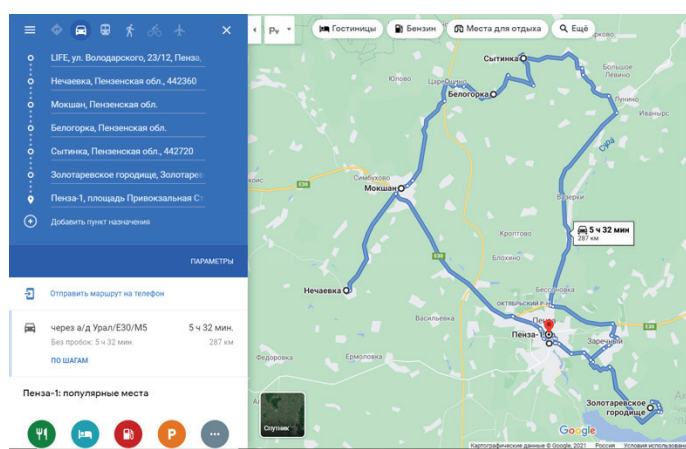 LIFE, ул. Володарского, 23/12, Пенза,
Нечаевка, Пензенская обл., 442360
Мокшан, Пензенская обл.
Белогорка, Пензенская обл.
Сытинка, Пензенская обл., 442720
Золотаревское городище, Золотарев
Пенза-1, площадь Привокзальная Ст
Добавить пункт назначения
ПАРАМЕТРЫ
Отправить маршрут на телефон
через а/д Урал/E30/M5
5 ч 32 мин.
Без пробок: 5 ч 32 мин.
287 км
ПО ШАГАМ
Пенза-1: популярные места
P
Гостиницы
Бензин
Места для отдыха
Ещё
Сытинка
Большое
Левино
Юлово
Царевщино
Белогорка
Лунино
Иванырс
Сура
Симбухово
E30
Мокшан
Вазерки
5 ч 32 мин
287 км
Кроптово
E30
Блохино
Нечаевка
Бессоновка
ОКТЯБРЬСКИЙ Р-Н
Васильевка
Пенза
Пенза-1
Заречный
Федоровка
Ермоловка
Золотаревское
городище
Спутник
Google
Картографические данные © Google, 2021
Россия
Условия использован